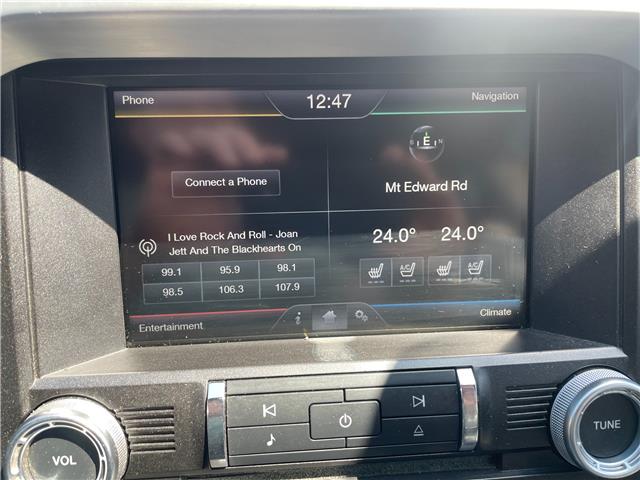 Phone
12:47
Navigation
E
N
Connect a Phone
Mt Edward Rd
I Love Rock And Roll - Joan
Jett And The Blackhearts On
24.0° 24.0°
99.1 95.9 98.1
98.5 106.3 107.9
A/C A/C
Entertainment
i
Climate
VOL
TUNE